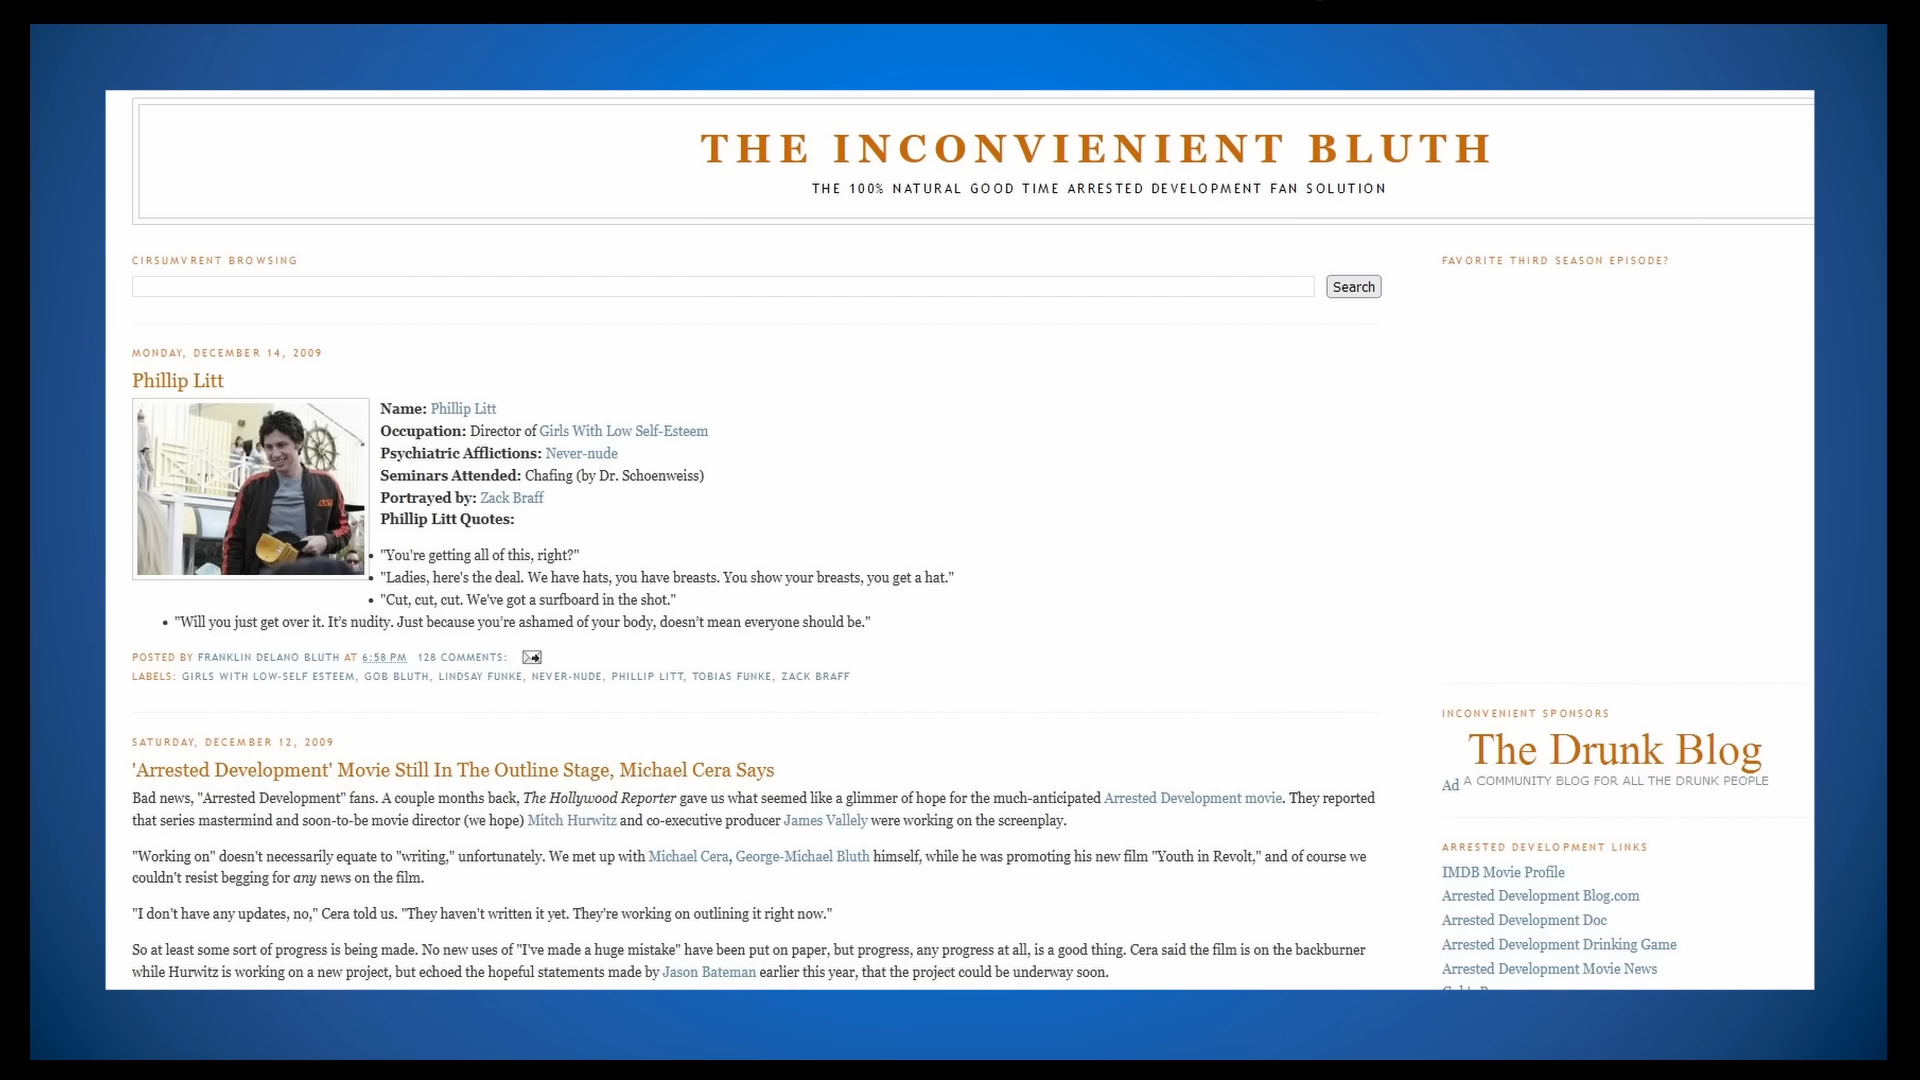 THE INCONVIENIENT BLUTH
THE 100% NATURAL GOOD TIME ARRESTED DEVELOPMENT FAN SOLUTION
CIRSUMVRENT BROWSING
Search
MONDAY, DECEMBER 14, 2009
Phillip Litt
Name: Phillip Litt
Occupation: Director of Girls With Low Self-Esteem
Psychiatric Afflictions: Never-nude
Seminars Attended: Chafing (by Dr. Schoenweiss)
Portrayed by: Zack Braff
Phillip Litt Quotes:
• "You're getting all of this, right?"
• "Ladies, here's the deal. We have hats, you have breasts. You show your breasts, you get a hat."
• "Cut, cut, cut. We've got a surfboard in the shot."
• "Will you just get over it. It’s nudity. Just because you’re ashamed of your body, doesn’t mean everyone should be."
POSTED BY FRANKLIN DELANO BLUTH AT 6:58 PM 128 COMMENTS:
LABELS: GIRLS WITH LOW-SELF ESTEEM, GOB BLUTH, LINDSAY FUNKE, NEVER-NUDE, PHILLIP LITT, TOBIAS FUNKE, ZACK BRAFF
SATURDAY, DECEMBER 12, 2009
'Arrested Development' Movie Still In The Outline Stage, Michael Cera Says
Bad news, "Arrested Development" fans. A couple months back, The Hollywood Reporter gave us what seemed like a glimmer of hope for the much-anticipated Arrested Development movie. They reported
that series mastermind and soon-to-be movie director (we hope) Mitch Hurwitz and co-executive producer James Vallely were working on the screenplay.
"Working on" doesn't necessarily equate to "writing," unfortunately. We met up with Michael Cera, George-Michael Bluth himself, while he was promoting his new film "Youth in Revolt," and of course we
couldn't resist begging for any news on the film.
"I don't have any updates, no," Cera told us. "They haven't written it yet. They're working on outlining it right now."
So at least some sort of progress is being made. No new uses of "I've made a huge mistake" have been put on paper, but progress, any progress at all, is a good thing. Cera said the film is on the backburner
while Hurwitz is working on a new project, but echoed the hopeful statements made by Jason Bateman earlier this year, that the project could be underway soon.
FAVORITE THIRD SEASON EPISODE?
INCONVENIENT SPONSORS
The Drunk Blog
Ad A COMMUNITY BLOG FOR ALL THE DRUNK PEOPLE
ARRESTED DEVELOPMENT LINKS
IMDB Movie Profile
Arrested Development Blog.com
Arrested Development Doc
Arrested Development Drinking Game
Arrested Development Movie News